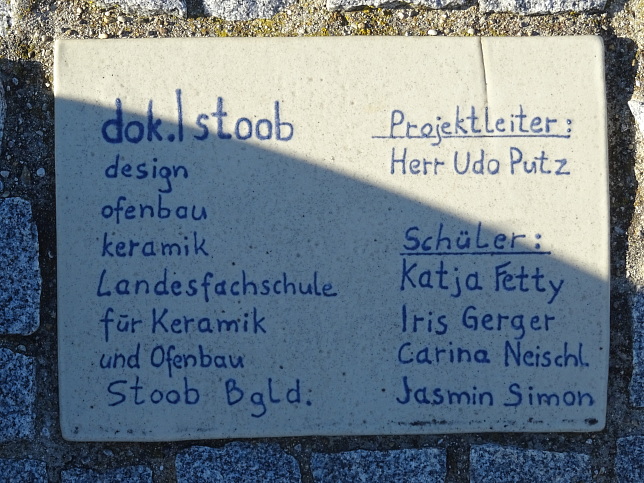 dok.|stoob
design
ofenbau
keramik
Landesfachschule
für Keramik
und Ofenbau
Stoob Bgld.
Projektleiter:
Herr Udo Putz
Schüler:
Katja Fetty
Iris Gerger
Carina Neischl
Jasmin Simon